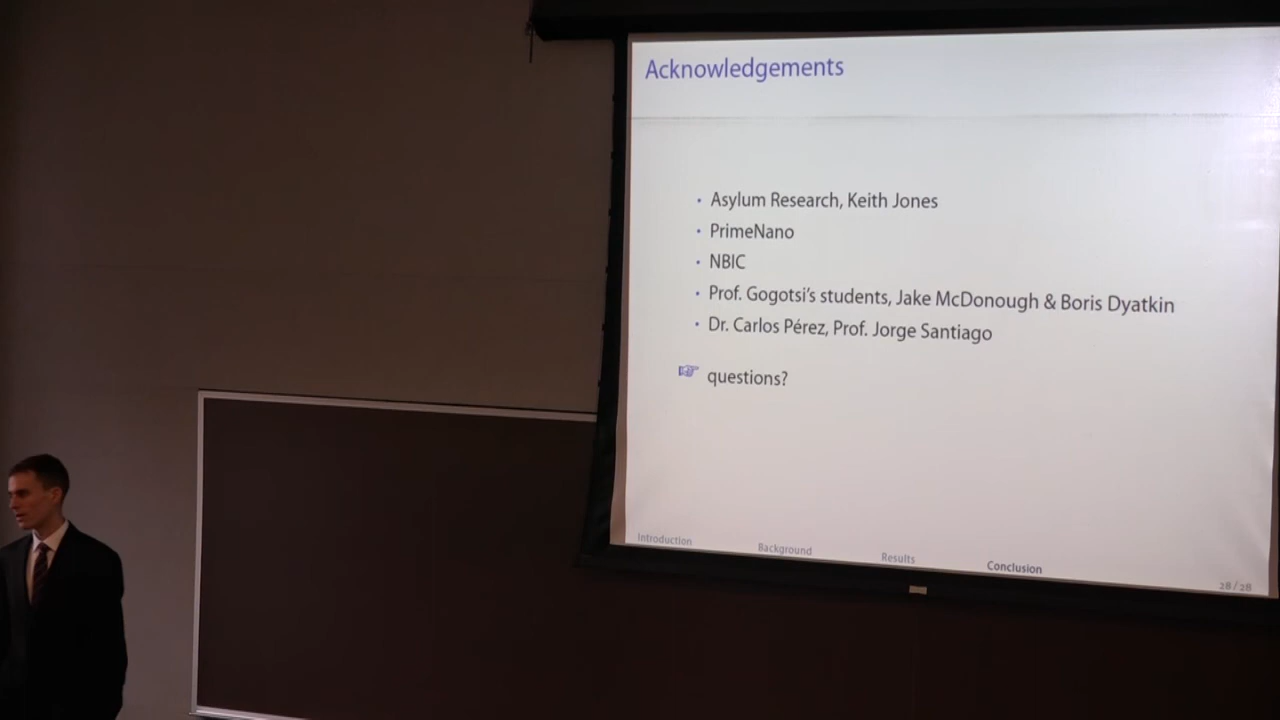 Acknowledgements
Asylum Research, Keith Jones
PrimeNano
NBIC
Prof. Gogotsi's students, Jake McDonough & Boris Dyatkin
Dr. Carlos Pérez, Prof. Jorge Santiago
questions?
Introduction Background Results Conclusion
28/28